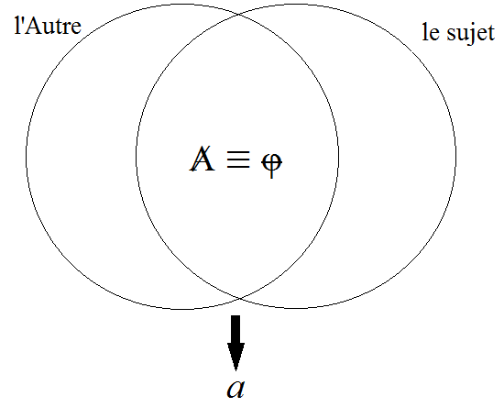 l'Autre
le sujet
Ⱥ ≡ φ̶
a